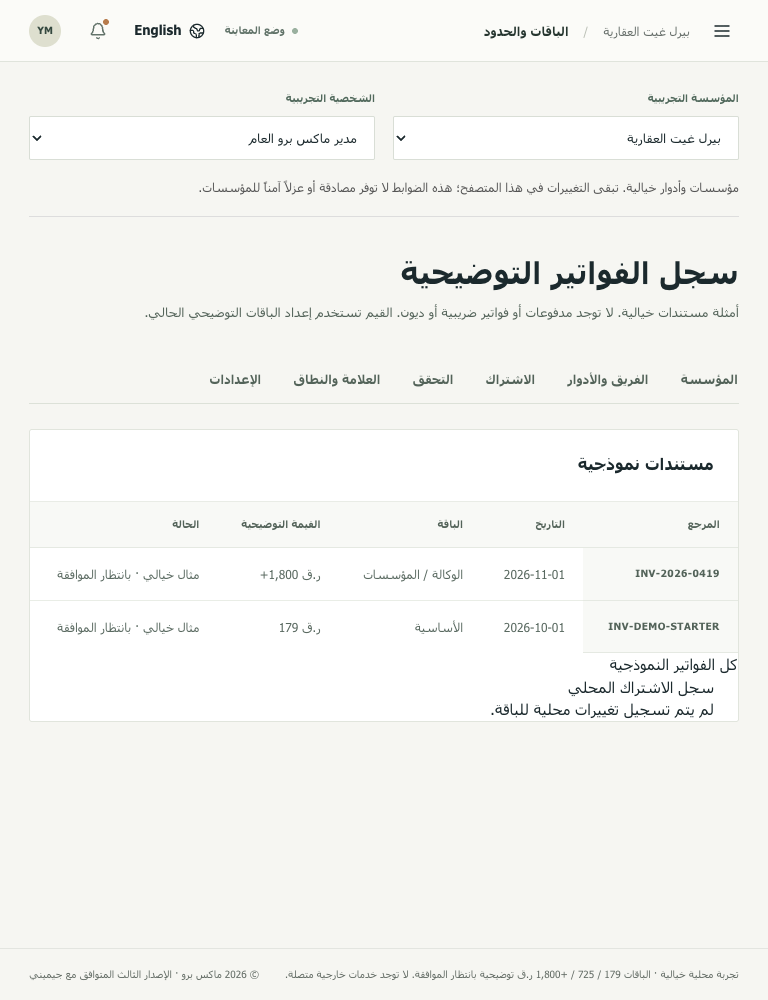 بيرل غيت العقارية / الباقات والحدود
وضع المعاينة
English
YM
المؤسسة التجريبية
بيرل غيت العقارية
الشخصية التجريبية
مدير ماكس برو العام
مؤسسات وأدوار خيالية. تبقى التغييرات في هذا المتصفح؛ هذه الضوابط لا توفر مصادقة أو عزلاً آمناً للمؤسسات.
سجل الفواتير التوضيحية
أمثلة مستندات خيالية. لا توجد مدفوعات أو فواتير ضريبية أو ديون. القيم تستخدم إعداد الباقات التوضيحي الحالي.
المؤسسة الفريق والأدوار الاشتراك التحقق العلامة والنطاق الإعدادات
مستندات نموذجية
المرجع التاريخ الباقة القيمة التوضيحية الحالة
INV-2026-0419 2026-11-01 الوكالة / المؤسسات ر.ق 1,800+ مثال خيالي · بانتظار الموافقة
INV-DEMO-STARTER 2026-10-01 الأساسية ر.ق 179 مثال خيالي · بانتظار الموافقة
كل الفواتير النموذجية
سجل الاشتراك المحلي
لم يتم تسجيل تغييرات محلية للباقة.
تجربة محلية خيالية · الباقات 179 / 725 / 1,800+ ر.ق توضيحية بانتظار الموافقة. لا توجد خدمات خارجية متصلة.
© 2026 ماكس برو · الإصدار الثالث المتوافق مع جيميني